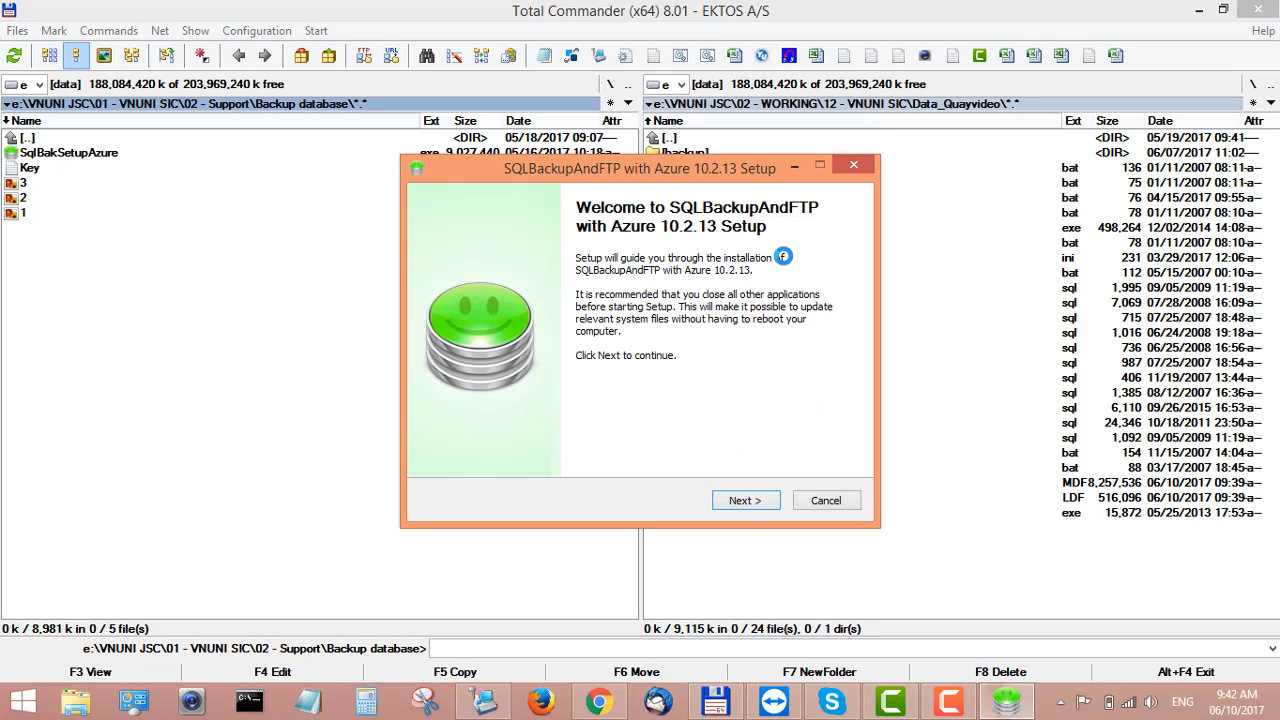 Total Commander (x64) 8.01 - EKTOS A/S
Files Mark Commands Net Show Configuration Start Help
FTP URL
e [data] 188,084,420 k of 203,969,240 k free \ ..
e [data] 188,084,420 k of 203,969,240 k free \ ..
e:\VNUNI JSC\01 - VNUNI SIC\02 - Support\Backup database\*.* *
e:\VNUNI JSC\02 - WORKING\12 - VNUNI SIC\Data_Quayvideo\*.* *
Name Ext Size Date Attr
Name Ext Size Date Attr
[..] <DIR> 05/18/2017 09:07----
SqlBakSetupAzure exe 9,027,440 05/16/2017 10:18-a--
Key
3
2
1
[..] <DIR> 05/19/2017 09:41----
[backup] <DIR> 06/07/2017 11:02----
bat 136 01/11/2007 08:11-a--
bat 75 01/11/2007 08:11-a--
bat 76 04/15/2017 09:55-a--
bat 78 01/11/2007 08:10-a--
exe 498,264 12/02/2014 14:08-a--
bat 78 01/11/2007 08:10-a--
ini 231 03/29/2017 12:06-a--
bat 112 05/15/2007 00:10-a--
sql 1,995 09/05/2009 11:19-a--
sql 7,069 07/28/2008 16:09-a--
sql 715 07/25/2007 18:48-a--
sql 1,016 06/24/2008 19:18-a--
sql 736 06/25/2008 16:56-a--
sql 987 07/25/2007 18:54-a--
sql 406 11/19/2007 13:44-a--
sql 1,385 08/12/2007 16:36-a--
sql 6,110 09/26/2015 16:53-a--
sql 24,346 10/18/2011 23:50-a--
sql 1,092 09/05/2009 11:19-a--
bat 154 11/15/2007 14:04-a--
bat 88 03/17/2007 18:45-a--
MDF 8,257,536 06/10/2017 09:39-a--
LDF 516,096 06/10/2017 09:39-a--
exe 15,872 05/25/2013 17:53-a--
SQLBackupAndFTP with Azure 10.2.13 Setup
Welcome to SQLBackupAndFTP
with Azure 10.2.13 Setup
Setup will guide you through the installation
SQLBackupAndFTP with Azure 10.2.13.
It is recommended that you close all other applications
before starting Setup. This will make it possible to update
relevant system files without having to reboot your
computer.
Click Next to continue.
Next > Cancel
0 k / 8,981 k in 0 / 5 file(s)
0 k / 9,115 k in 0 / 24 file(s), 0 / 1 dir(s)
e:\VNUNI JSC\01 - VNUNI SIC\02 - Support\Backup database>
F3 View F4 Edit F5 Copy F6 Move F7 NewFolder F8 Delete Alt+F4 Exit
ENG
9:42 AM
06/10/2017